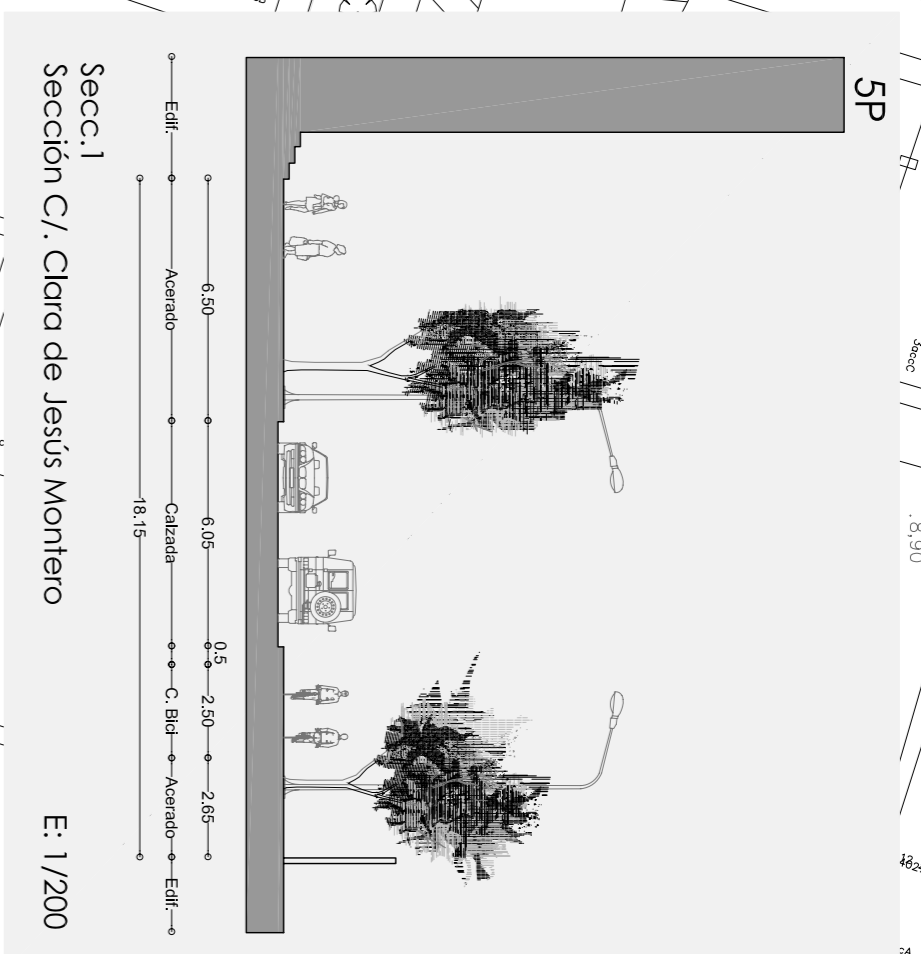 5P
6.50
6.05
0.5
2.50
2.65
Edif.
Acerado
Calzada
C. Bici
Acerado
Edif.
18.15
Secc.1
Sección C/. Clara de Jesús Montero
E: 1/200
8,90